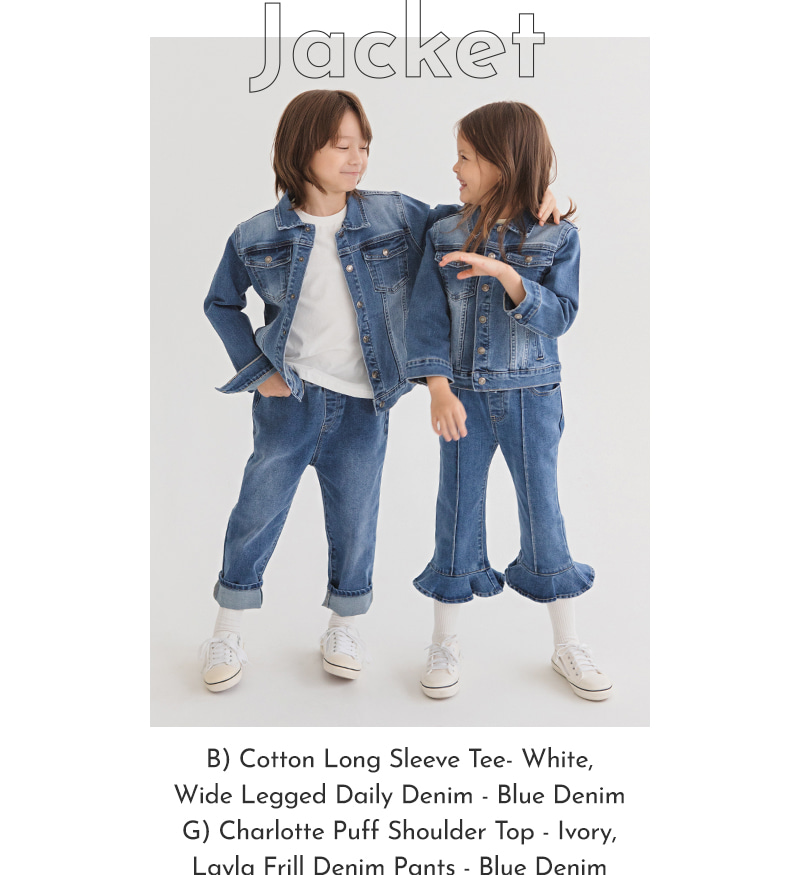 Jacket
B) Cotton Long Sleeve Tee- White,
Wide Legged Daily Denim - Blue Denim
G) Charlotte Puff Shoulder Top - Ivory,
Layla Frill Denim Pants - Blue Denim